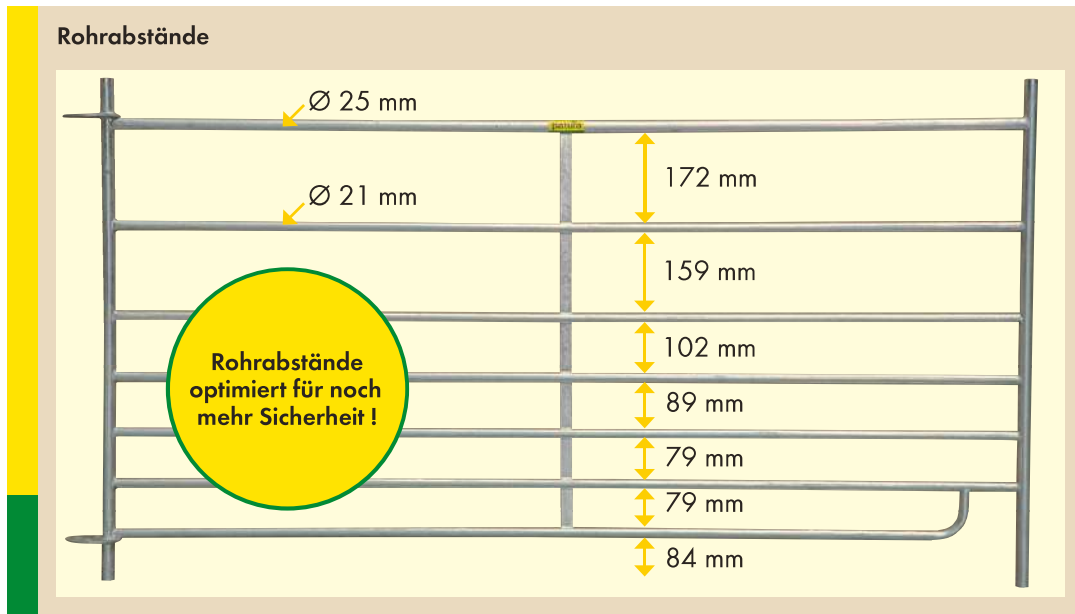 Rohrabstände
Ø 25 mm
patura
172 mm
Ø 21 mm
159 mm
Rohrabstände
optimiert für noch
mehr Sicherheit !
102 mm
89 mm
79 mm
79 mm
84 mm